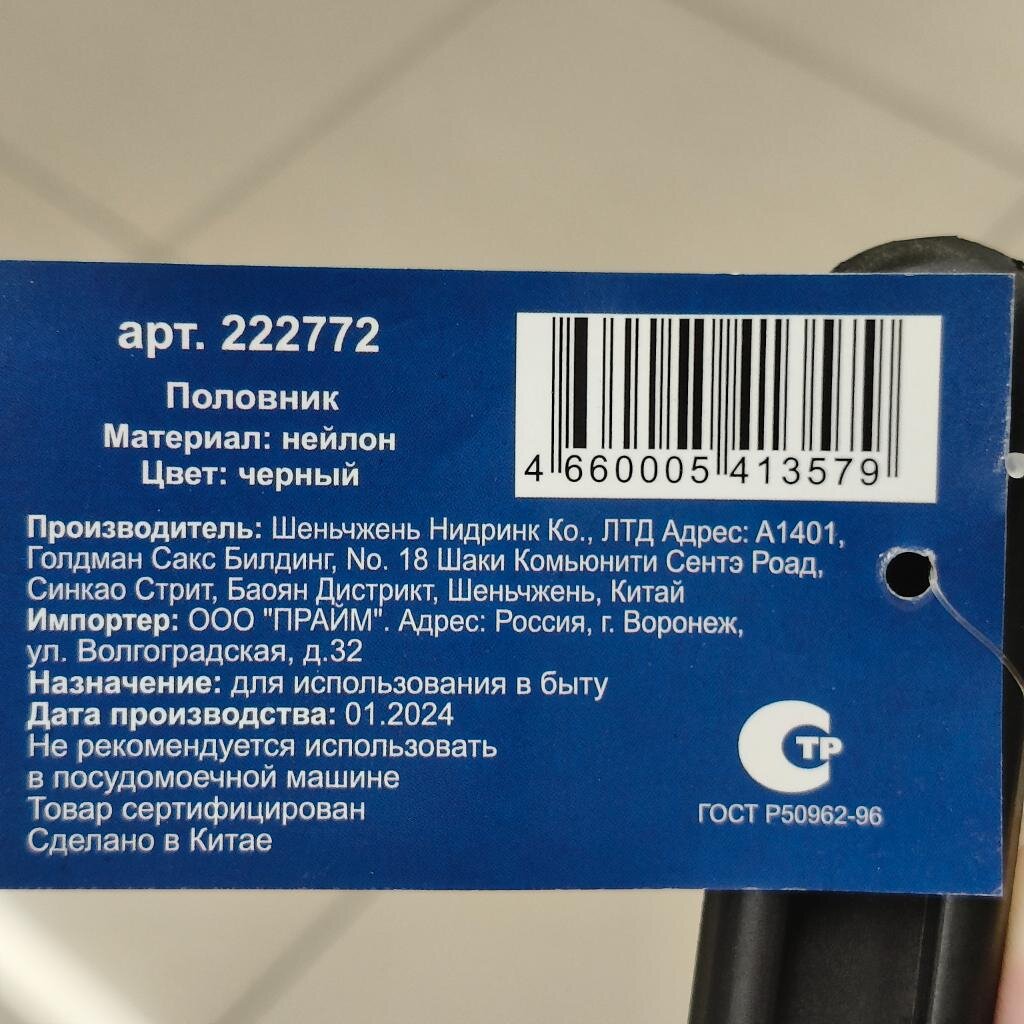 арт. 222772
Половник
Материал: нейлон
Цвет: черный
4 660005 413579
Производитель: Шеньчжень Нидринк Ко., ЛТД Адрес: А1401,
Голдман Сакс Билдинг, No. 18 Шаки Комьюнити Сентэ Роад,
Синкао Стрит, Баоян Дистрикт, Шеньчжень, Китай
Импортер: ООО "ПРАЙМ". Адрес: Россия, г. Воронеж,
ул. Волгоградская, д.32
Назначение: для использования в быту
Дата производства: 01.2024
Не рекомендуется использовать
в посудомоечной машине
Товар сертифицирован
Сделано в Китае
СТР
ГОСТ Р50962-96